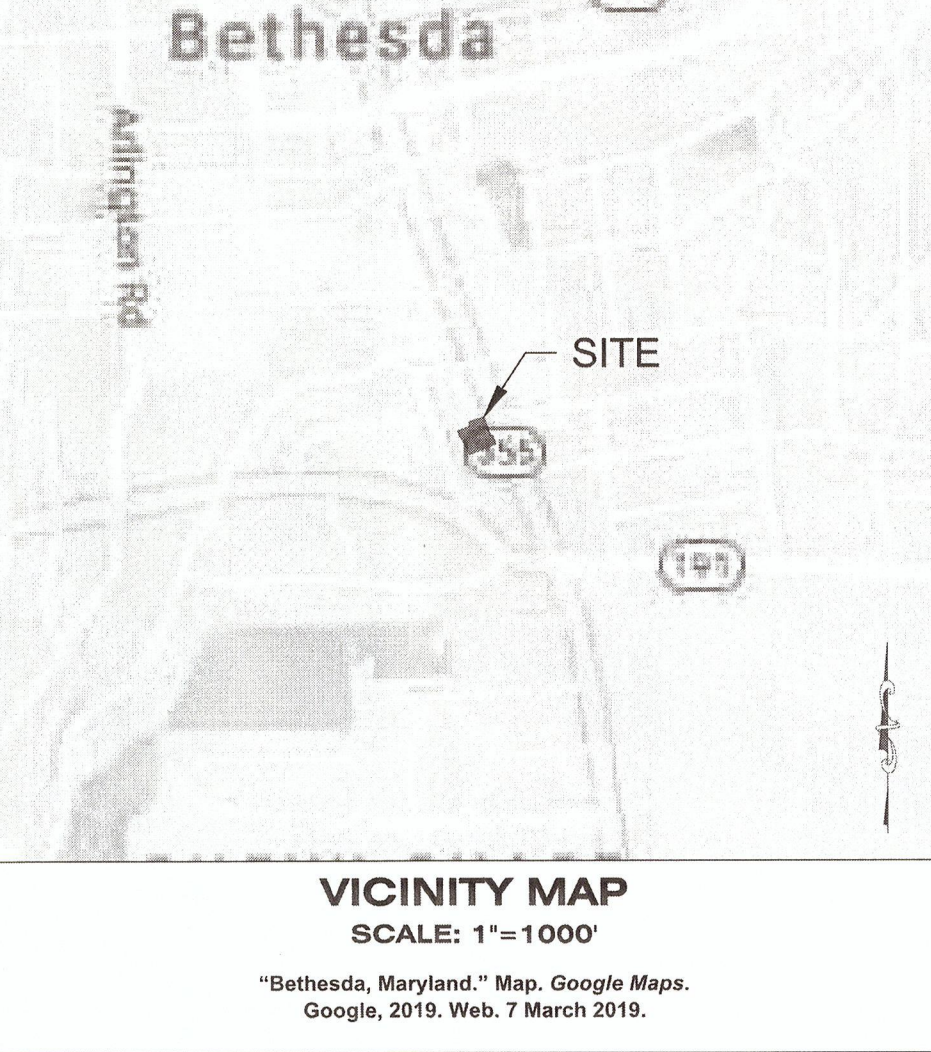 Bethesda
Arlington Rd
SITE
355
191
VICINITY MAP
SCALE: 1"=1000'
“Bethesda, Maryland.” Map. Google Maps.
Google, 2019. Web. 7 March 2019.